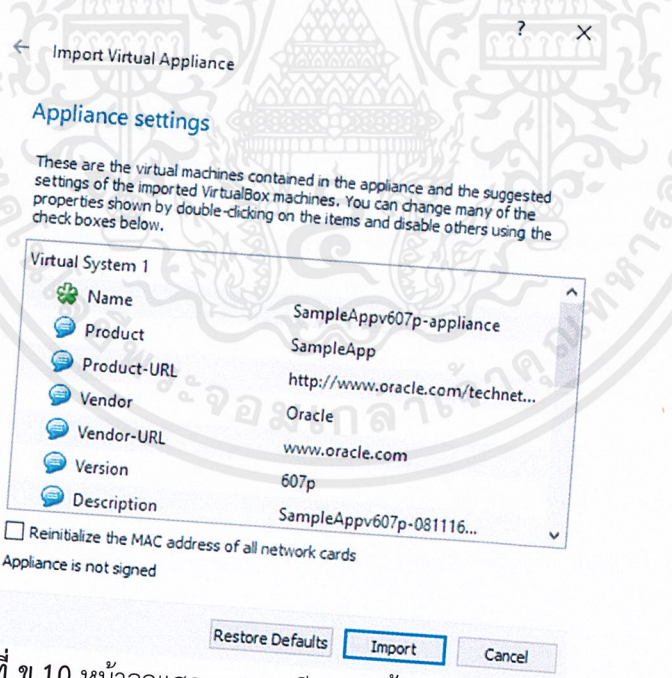 ?
Import Virtual Appliance
Appliance settings
These are the virtual machines contained in the appliance and the suggested
settings of the imported VirtualBox machines. You can change many of the
properties shown by double-clicking on the items and disable others using the
check boxes below.
Virtual System 1
Name SampleAppv607p-appliance
Product SampleApp
Product-URL http://www.oracle.com/technet...
Vendor Oracle
Vendor-URL www.oracle.com
Version 607p
Description SampleAppv607p-081116...
Reinitialize the MAC address of all network cards
Appliance is not signed
Restore Defaults Import Cancel
ที่ ข.10